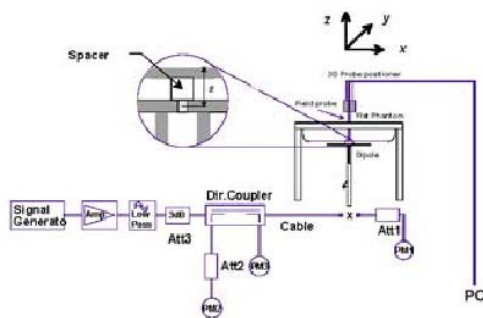 z
y
x
Spacer
s
3D Probe positioner
Field probe
Flat Phantom
Dipole
Signal
Generato
Amp
Low
Pass
3dB
Att3
Dir.Coupler
Cable
x
Att1
PM1
Att2
PM3
PM2
PC